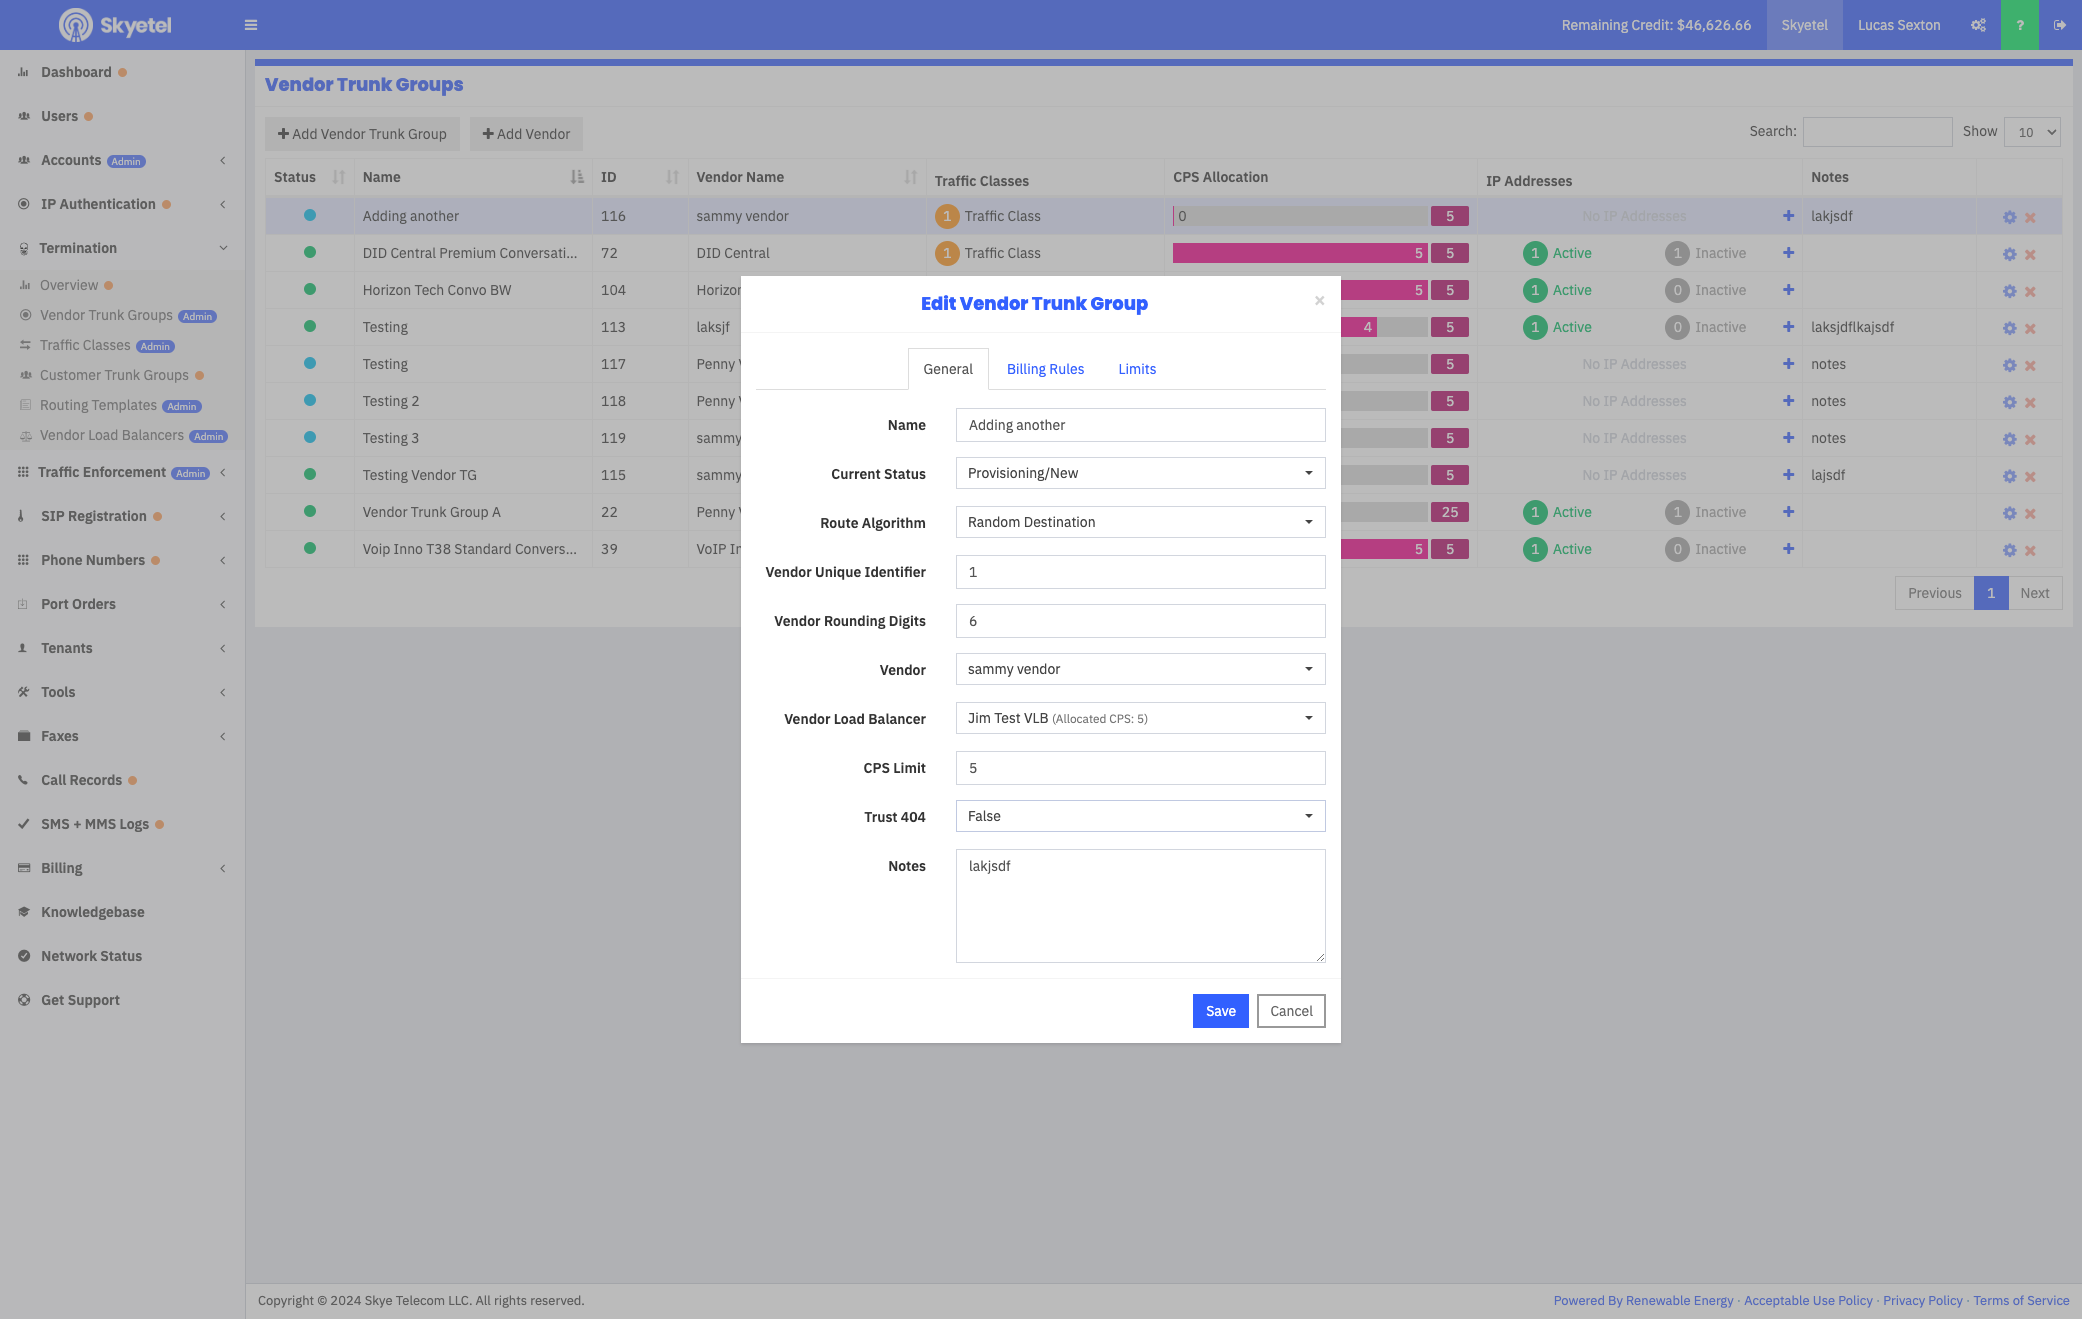 Skyetel
Remaining Credit: $46,626.66 Skyetel Lucas Sexton ?
Dashboard
Users
Accounts Admin
IP Authentication
Termination
Overview
Vendor Trunk Groups Admin
Traffic Classes Admin
Customer Trunk Groups
Routing Templates Admin
Vendor Load Balancers Admin
Traffic Enforcement Admin
SIP Registration
Phone Numbers
Port Orders
Tenants
Tools
Faxes
Call Records
SMS + MMS Logs
Billing
Knowledgebase
Network Status
Get Support
Vendor Trunk Groups
Add Vendor Trunk Group Add Vendor
Search: Show 10
Status Name ID Vendor Name Traffic Classes CPS Allocation IP Addresses Notes
Adding another 116 sammy vendor 1 Traffic Class 0 5 No IP Addresses lakjsdf
DID Central Premium Conversati... 72 DID Central 1 Traffic Class 5 5 1 Active 1 Inactive
Horizon Tech Convo BW 104 Horizo 5 5 1 Active 0 Inactive
Testing 113 laksjf 4 5 1 Active 0 Inactive laksjdflkajsdf
Testing 117 Penny V 5 No IP Addresses notes
Testing 2 118 Penny V 5 No IP Addresses notes
Testing 3 119 sammy 5 No IP Addresses notes
Testing Vendor TG 115 sammy 5 No IP Addresses lajsdf
Vendor Trunk Group A 22 Penny V 25 1 Active 1 Inactive
Voip Inno T38 Standard Convers... 39 VoIP In 5 5 1 Active 0 Inactive
Previous 1 Next
Edit Vendor Trunk Group ×
General Billing Rules Limits
Name Adding another
Current Status Provisioning/New
Route Algorithm Random Destination
Vendor Unique Identifier 1
Vendor Rounding Digits 6
Vendor sammy vendor
Vendor Load Balancer Jim Test VLB (Allocated CPS: 5)
CPS Limit 5
Trust 404 False
Notes lakjsdf
Save Cancel
Copyright © 2024 Skye Telecom LLC. All rights reserved.
Powered By Renewable Energy · Acceptable Use Policy · Privacy Policy · Terms of Service